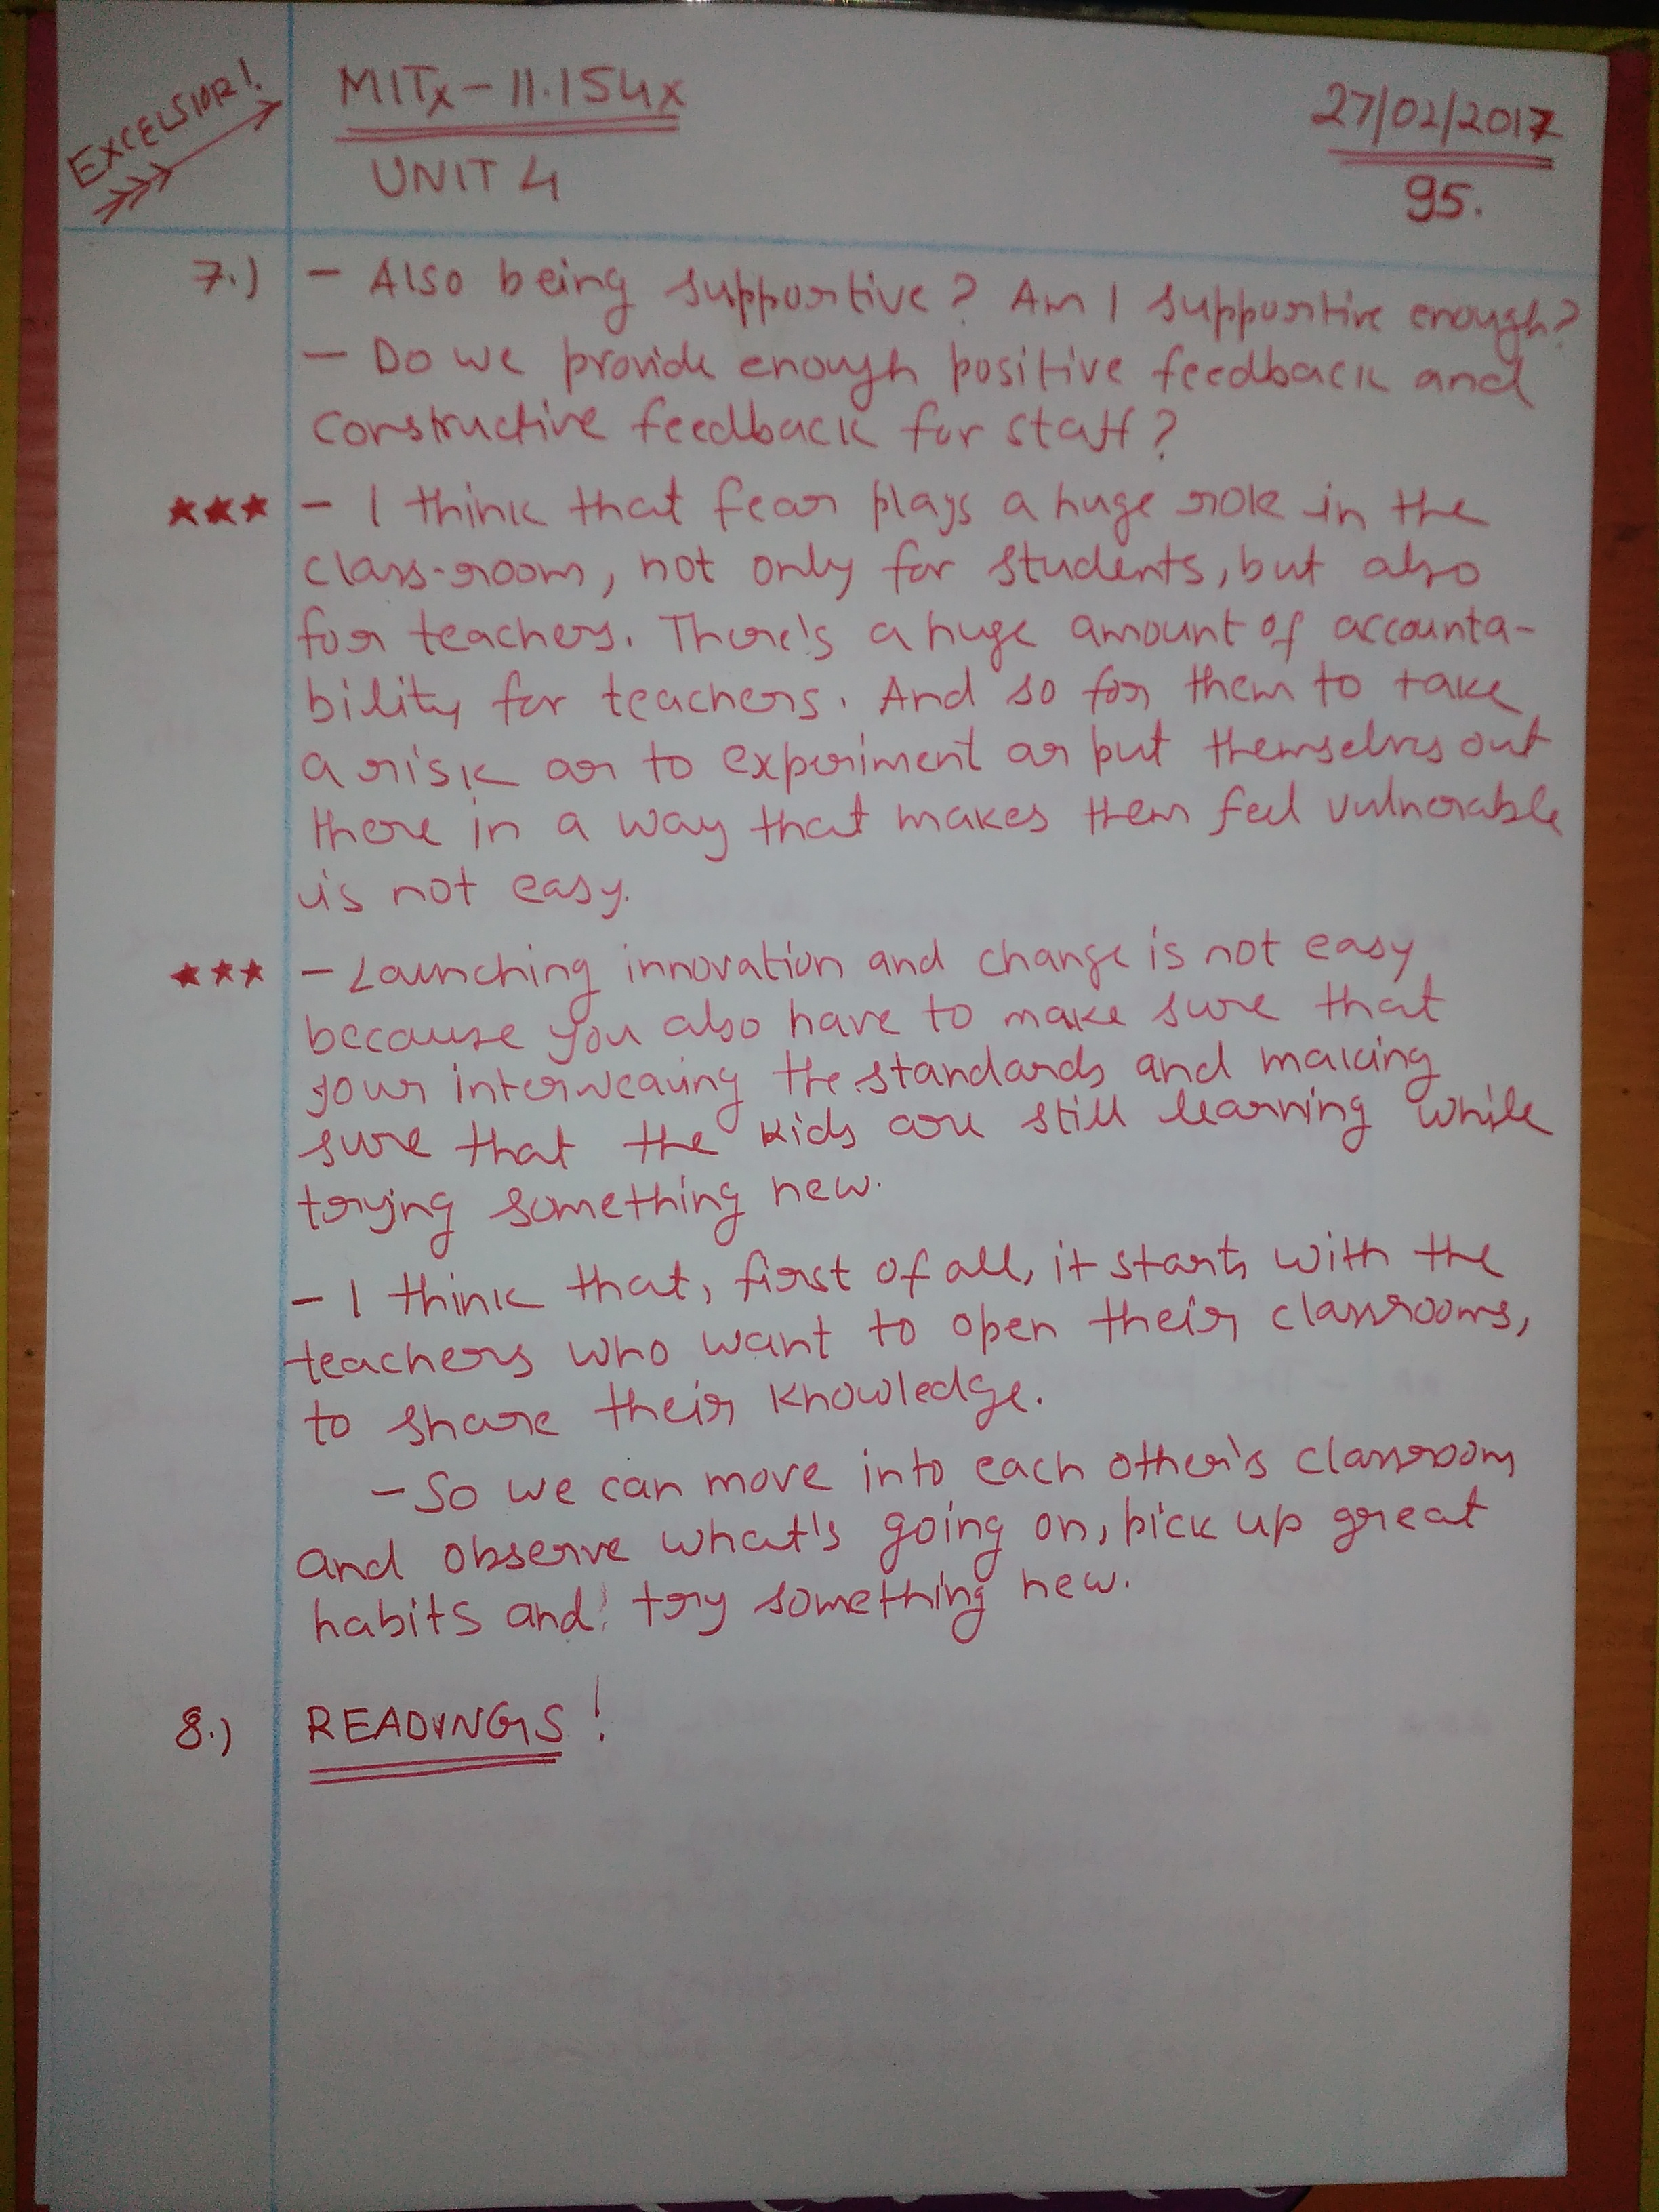 EXCELSIOR!
MITx - 11.154x
UNIT 4
27/02/2017
95.
7.) - Also being supportive? Am I supportive enough?
- Do we provide enough positive feedback and
constructive feedback for staff?
★★★ - I think that fear plays a huge role in the
class-room, not only for students, but also
for teachers. There's a huge amount of accounta-
bility for teachers. And so for them to take
a risk or to experiment or put themselves out
there in a way that makes them feel vulnerable
is not easy.
★★★ - Launching innovation and change is not easy
because you also have to make sure that
your interweaving the standards and making
sure that the kids are still learning while
trying something new.
- I think that, first of all, it starts with the
teachers who want to open their classrooms,
to share their knowledge.
- So we can move into each other's classroom
and observe what's going on, pick up great
habits and try something new.
8.) READINGS!